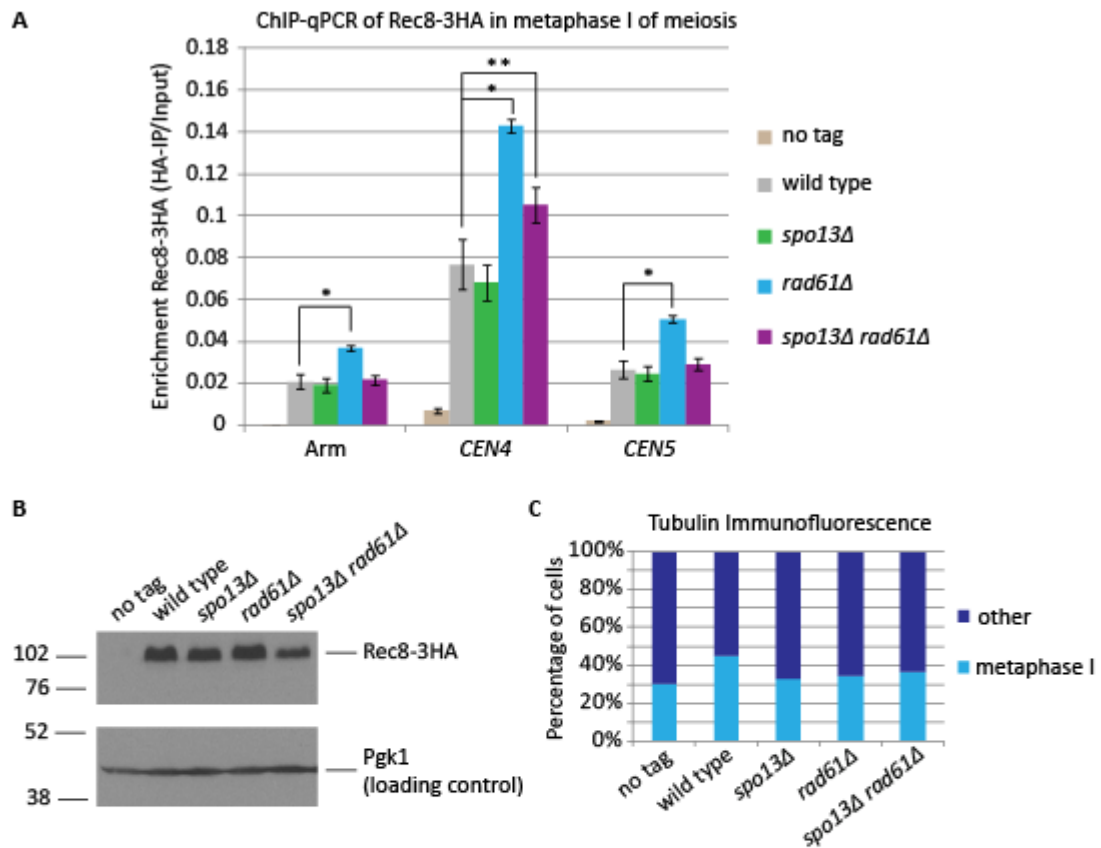 A
ChIP-qPCR of Rec8-3HA in metaphase I of meiosis
Enrichment Rec8-3HA (HA-IP/Input)
0.18
0.16
0.14
0.12
0.1
0.08
0.06
0.04
0.02
0
*
**
*
*
Arm
CEN4
CEN5
no tag
wild type
spo13Δ
rad61Δ
spo13Δ rad61Δ
B
no tag
wild type
spo13Δ
rad61Δ
spo13Δ rad61Δ
102
76
Rec8-3HA
52
38
Pgk1
(loading control)
C
Tubulin Immunofluorescence
Percentage of cells
100%
80%
60%
40%
20%
0%
no tag
wild type
spo13Δ
rad61Δ
spo13Δ rad61Δ
other
metaphase I